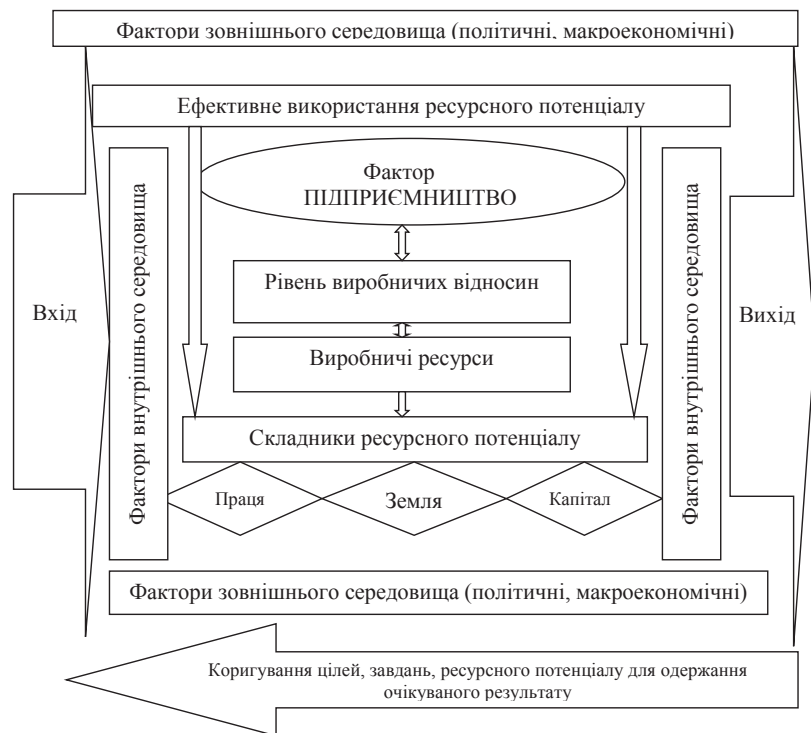 Фактори зовнішнього середовища (політичні, макроекономічні)
Ефективне використання ресурсного потенціалу
Фактор
ПІДПРИЄМНИЦТВО
Вхід
Фактори внутрішнього середовища
Рівень виробничих відносин
Виробничі ресурси
Складники ресурсного потенціалу
Праця
Земля
Капітал
Фактори внутрішнього середовища
Вихід
Фактори зовнішнього середовища (політичні, макроекономічні)
Коригування цілей, завдань, ресурсного потенціалу для одержання
очікуваного результату